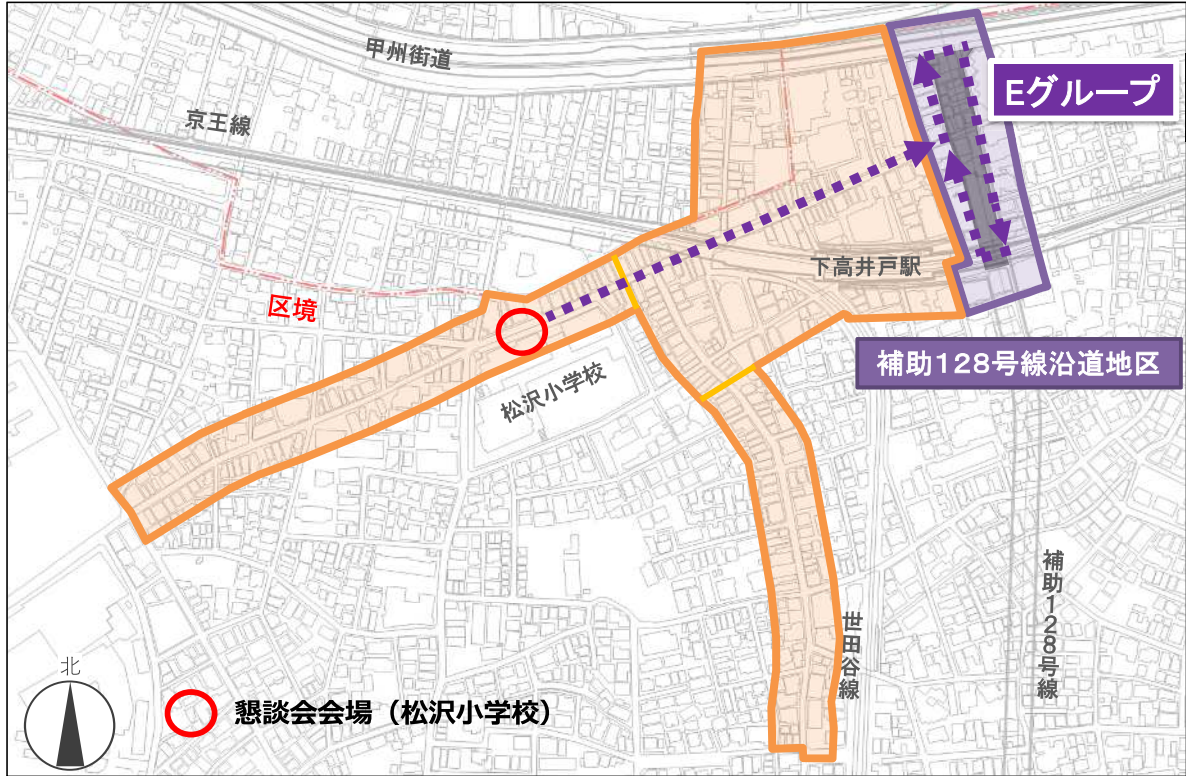 甲州街道
Eグループ
京王線
下高井戸駅
区境
補助128号線沿道地区
松沢小学校
補助128号線
世田谷線
北
懇談会会場（松沢小学校）